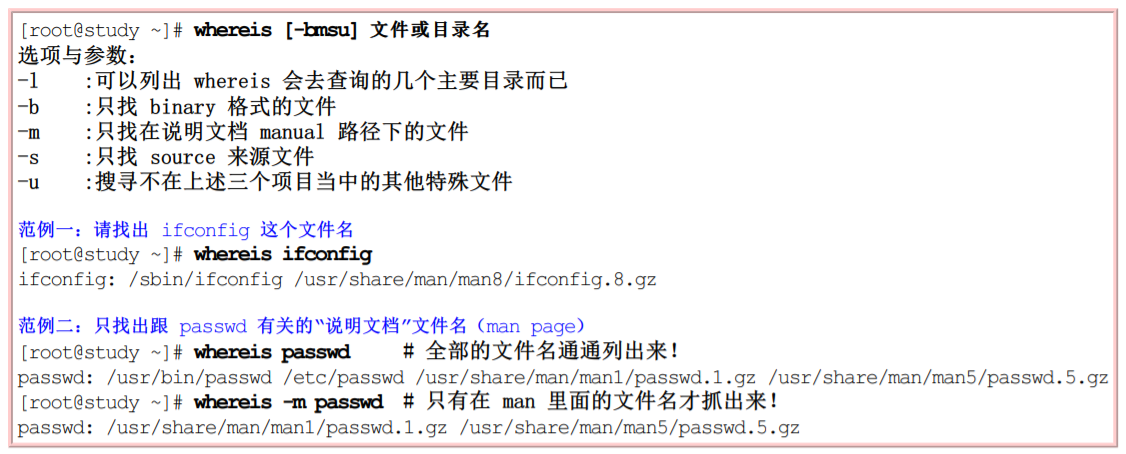 [root@study ~]# whereis [-bmsu] 文件或目录名
选项与参数：
-l :可以列出 whereis 会去查询的几个主要目录而已
-b :只找 binary 格式的文件
-m :只找在说明文档 manual 路径下的文件
-s :只找 source 来源文件
-u :搜寻不在上述三个项目当中的其他特殊文件
范例一：请找出 ifconfig 这个文件名
[root@study ~]# whereis ifconfig
ifconfig: /sbin/ifconfig /usr/share/man/man8/ifconfig.8.gz
范例二：只找出跟 passwd 有关的“说明文档”文件名（man page）
[root@study ~]# whereis passwd # 全部的文件名通通列出来！
passwd: /usr/bin/passwd /etc/passwd /usr/share/man/man1/passwd.1.gz /usr/share/man/man5/passwd.5.gz
[root@study ~]# whereis -m passwd # 只有在 man 里面的文件名才抓出来！
passwd: /usr/share/man/man1/passwd.1.gz /usr/share/man/man5/passwd.5.gz